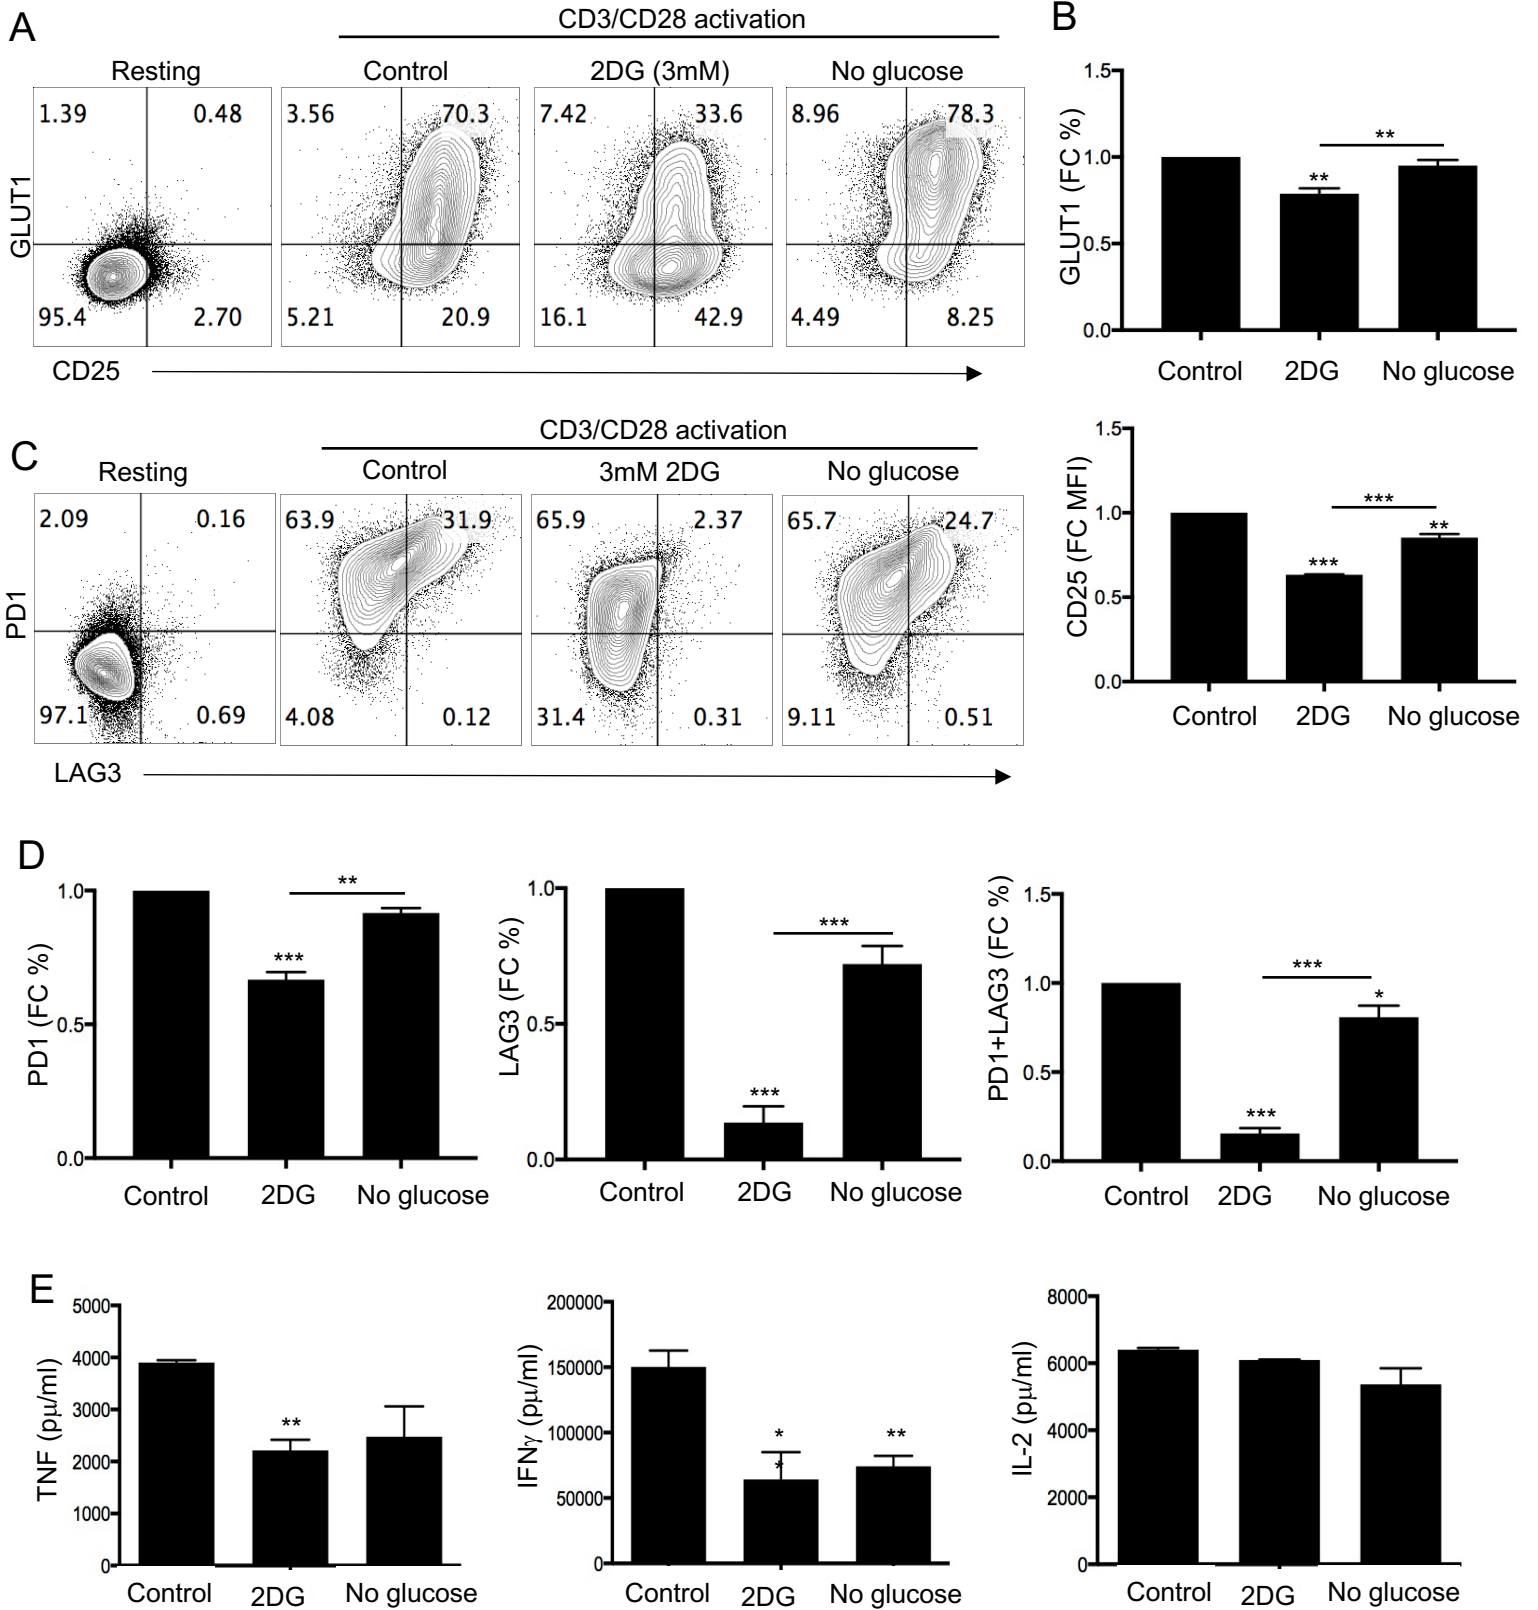 A
CD3/CD28 activation
Resting
Control
2DG (3mM)
No glucose
1.39 0.48
3.56 70.3
7.42 33.6
8.96 78.3
GLUT1
95.4 2.70
5.21 20.9
16.1 42.9
4.49 8.25
CD25
B
GLUT1 (FC %)
1.5
1.0
0.5
0.0
**
**
Control 2DG No glucose
CD25 (FC MFI)
1.5
1.0
0.5
0.0
***
***
**
Control 2DG No glucose
C
CD3/CD28 activation
Resting
Control
3mM 2DG
No glucose
2.09 0.16
63.9 31.9
65.9 2.37
65.7 24.7
PD1
97.1 0.69
4.08 0.12
31.4 0.31
9.11 0.51
LAG3
D
PD1 (FC %)
1.0
0.5
0.0
***
**
Control 2DG No glucose
LAG3 (FC %)
1.0
0.5
0.0
***
***
Control 2DG No glucose
PD1+LAG3 (FC %)
1.5
1.0
0.5
0.0
***
***
*
Control 2DG No glucose
E
TNF (pµ/ml)
5000
4000
3000
2000
1000
0
**
Control 2DG No glucose
IFNγ (pµ/ml)
200000
150000
100000
50000
0
*
*
**
Control 2DG No glucose
IL-2 (pµ/ml)
8000
6000
4000
2000
0
Control 2DG No glucose